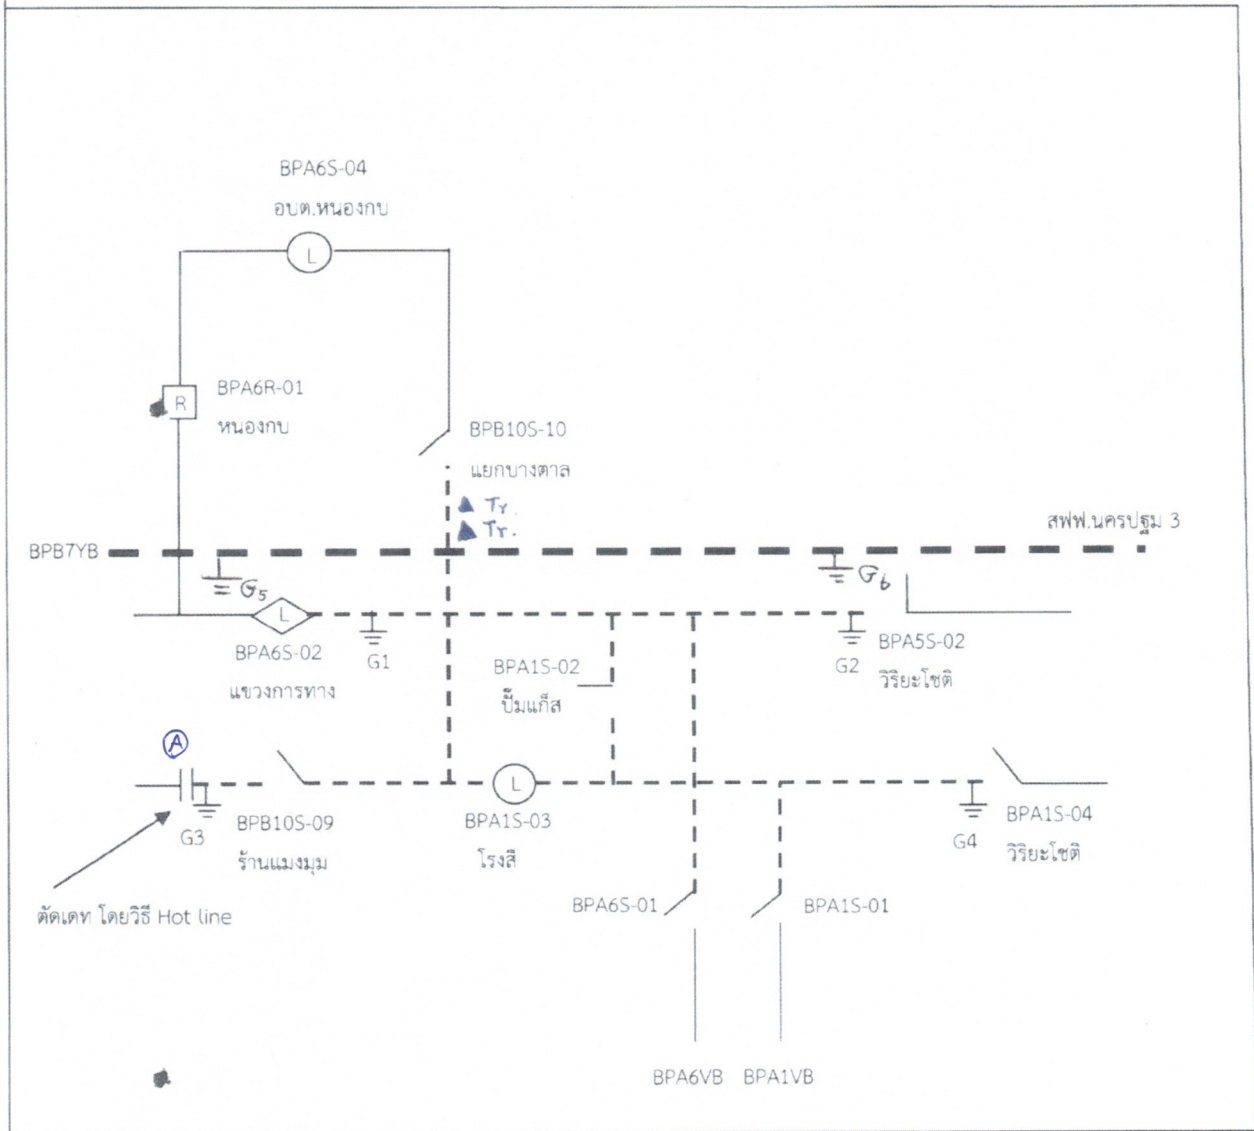 BPA6S-04
อบต.หนองกบ
L
BPA6R-01
R
หนองกบ
BPB10S-10
แยกบางตาล
Tr.
Tr.
สฟฟ.นครปฐม 3
BPB7YB
G5
G6
L
BPA6S-02
แขวงการทาง
G1
BPA1S-02
ปั๊มแก็ส
G2
BPA5S-02
วิริยะโชติ
A
G3
BPB10S-09
ร้านแมงมุม
L
BPA1S-03
โรงสี
G4
BPA1S-04
วิริยะโชติ
ตัดเดท โดยวิธี Hot line
BPA6S-01
BPA1S-01
BPA6VB
BPA1VB